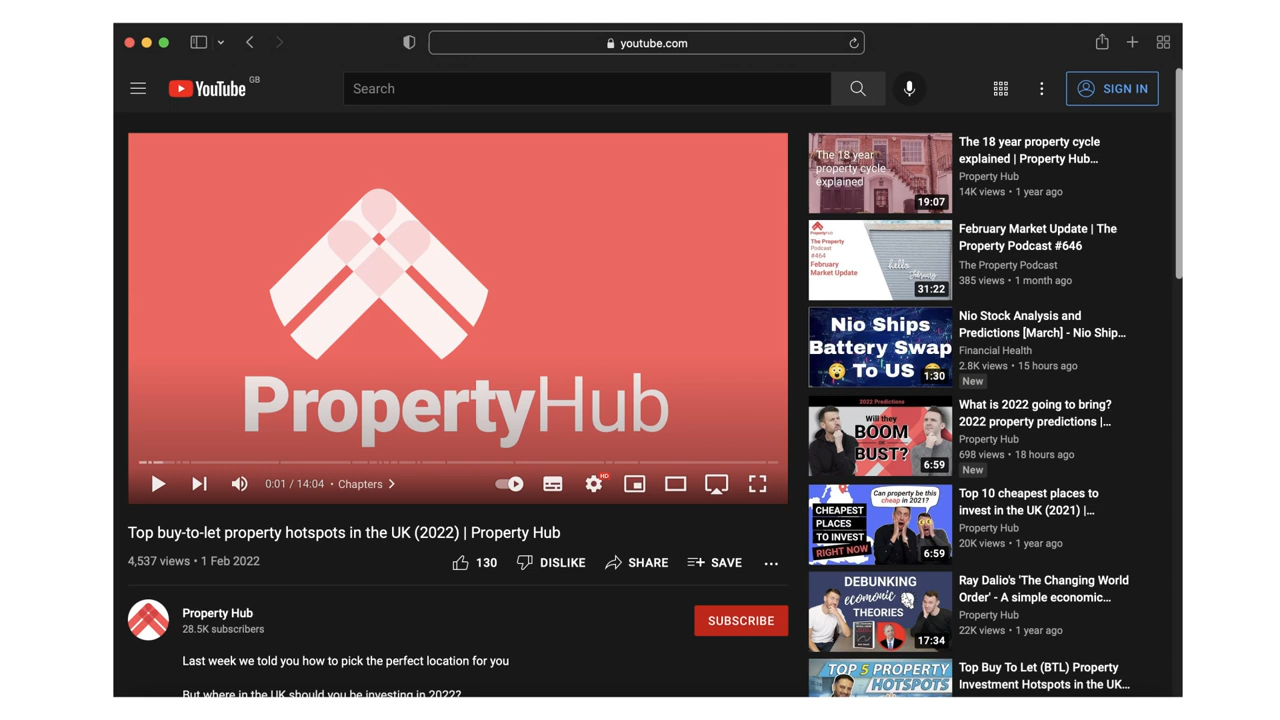 youtube.com
YouTube GB
Search
SIGN IN
PropertyHub
0:01 / 14:04 • Chapters
HD
Top buy-to-let property hotspots in the UK (2022) | Property Hub
4,537 views • 1 Feb 2022
130 DISLIKE SHARE SAVE
Property Hub
28.5K subscribers
SUBSCRIBE
Last week we told you how to pick the perfect location for you
But where in the UK should you be investing in 2022?
The 18 year
property cycle
explained
19:07
The 18 year property cycle
explained | Property Hub...
Property Hub
14K views • 1 year ago
PropertyHub
The Property
Podcast
#464
February
Market Update
hello
31:22
February Market Update | The
Property Podcast #646
The Property Podcast
385 views • 1 month ago
Nio Ships
Battery Swap
To US
1:30
Nio Stock Analysis and
Predictions [March] - Nio Ship...
Financial Health
2.8K views • 15 hours ago
New
2022 Predictions
Will they
BOOM
OR
BUST?
6:59
What is 2022 going to bring?
2022 property predictions |...
Property Hub
698 views • 18 hours ago
New
Can property be this
cheap in 2021?
CHEAPEST
PLACES
TO INVEST
RIGHT NOW
6:59
Top 10 cheapest places to
invest in the UK (2021) |...
Property Hub
20K views • 1 year ago
DEBUNKING
economic
THEORIES
17:34
Ray Dalio's 'The Changing World
Order' - A simple economic...
Property Hub
22K views • 1 year ago
TOP 5 PROPERTY
HOTSPOTS
Top Buy To Let (BTL) Property
Investment Hotspots in the UK...